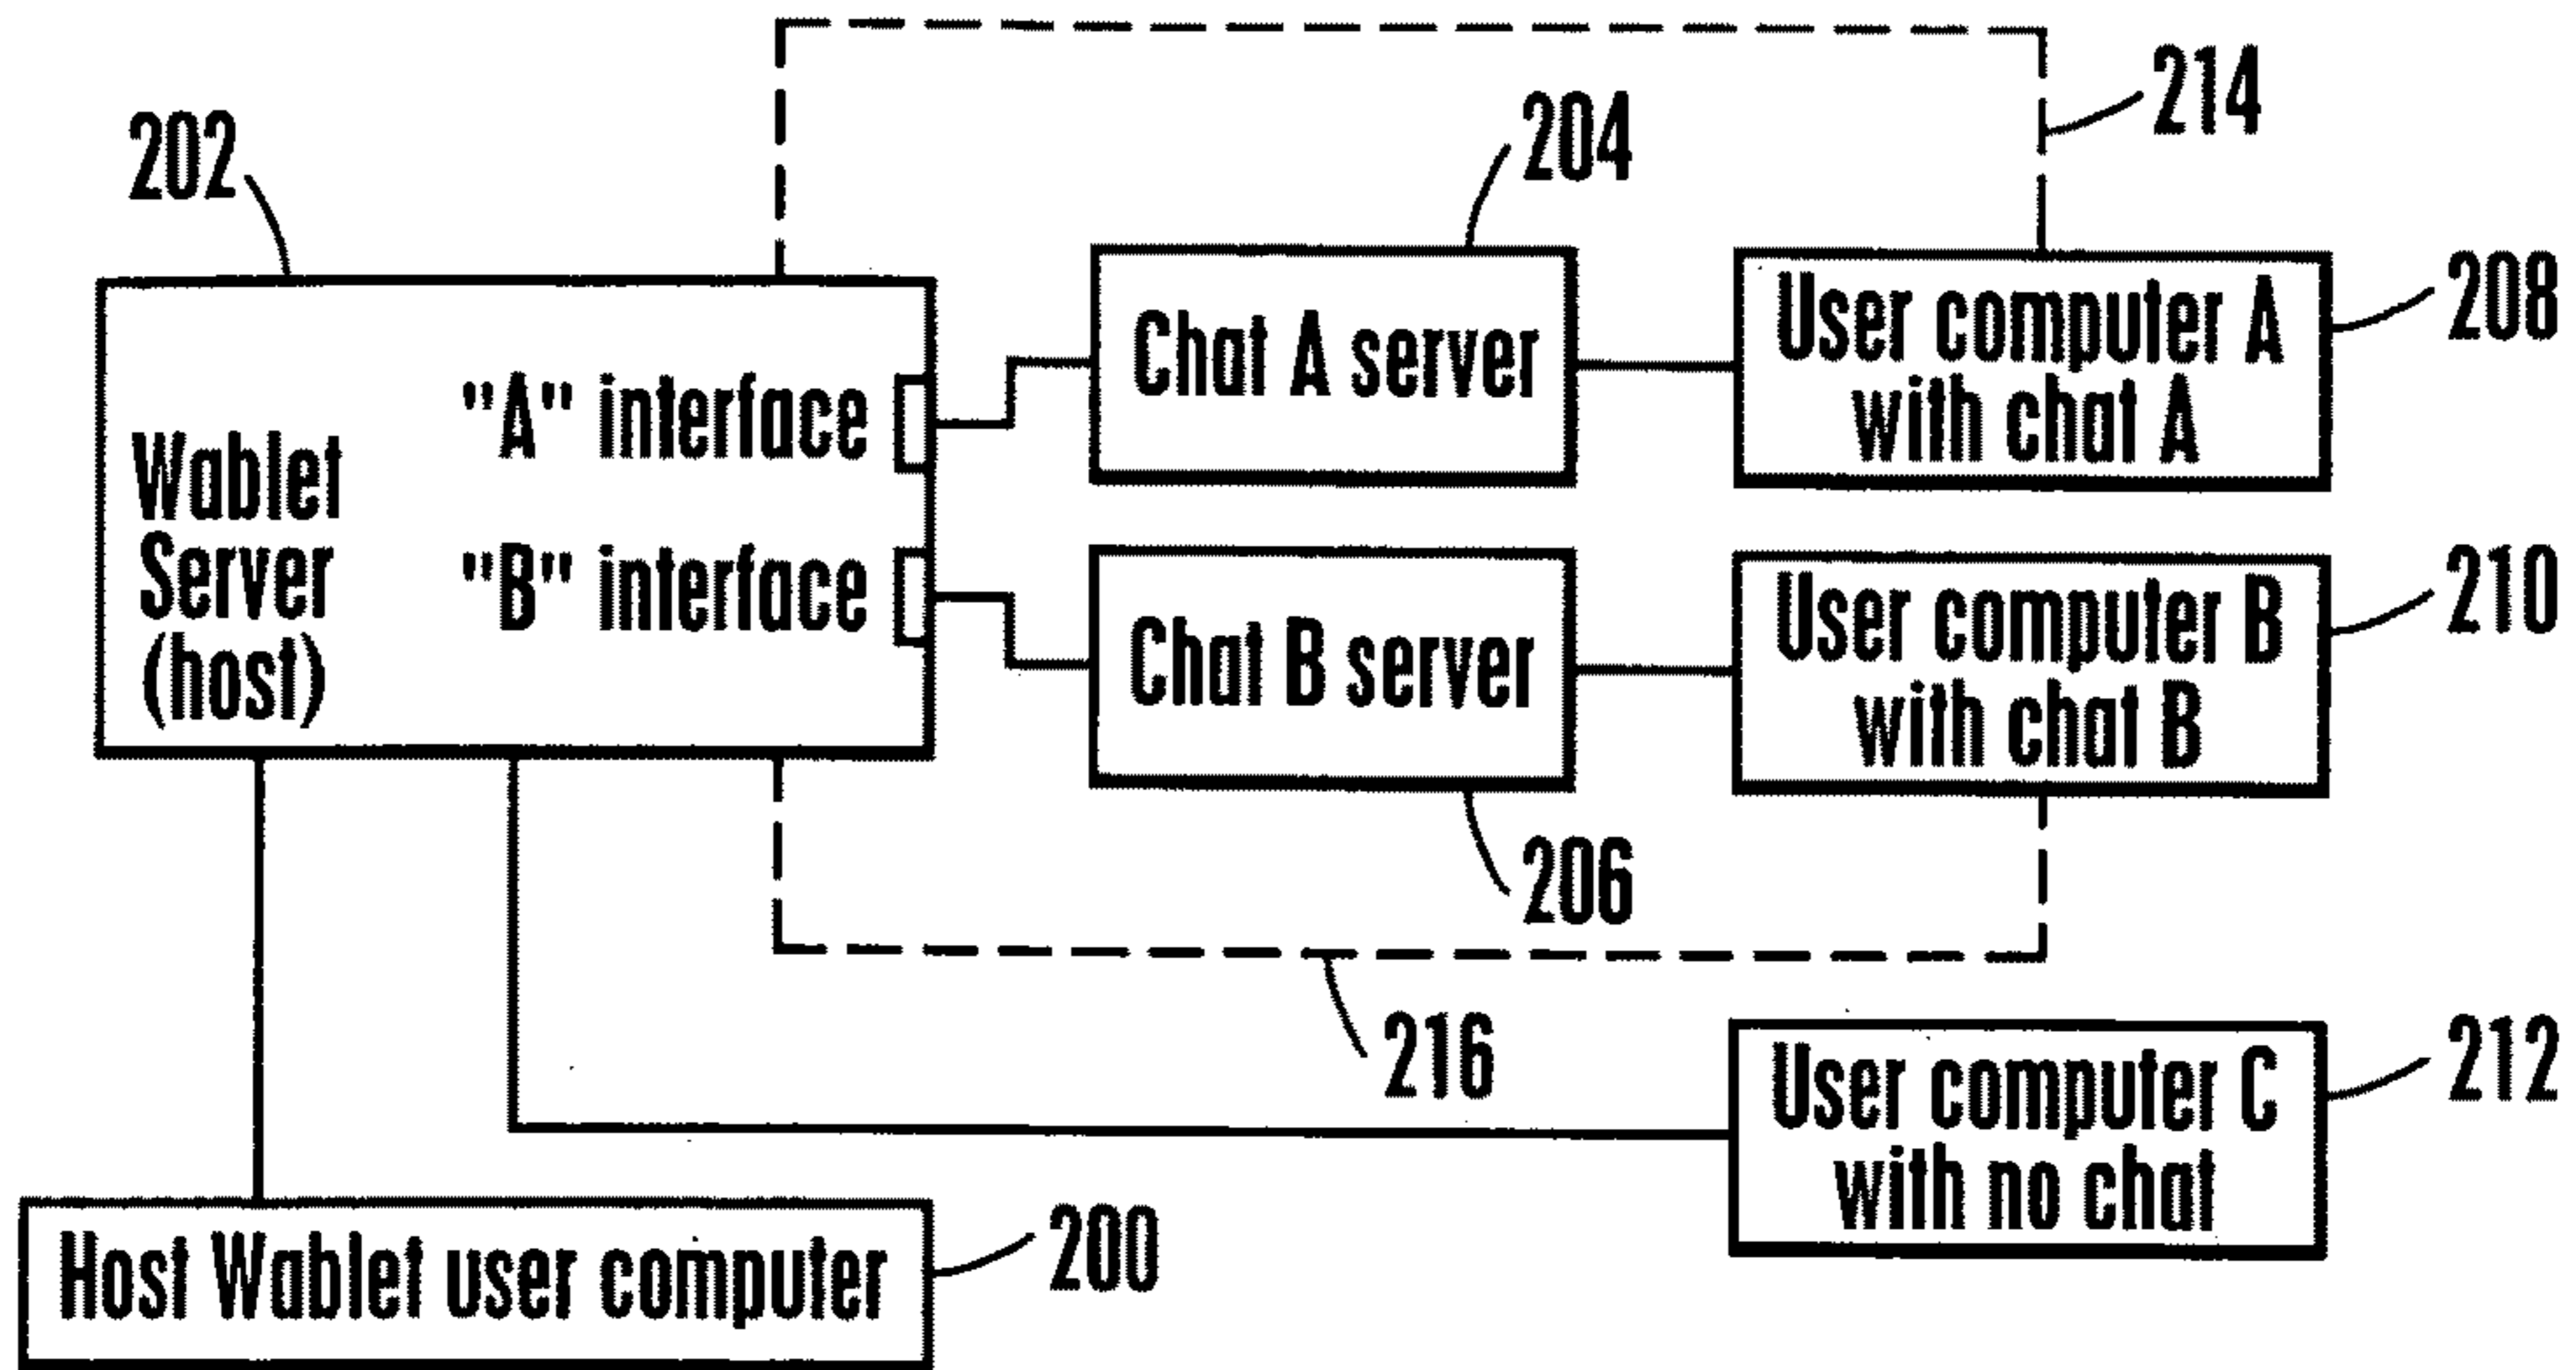 214
202
204
"A" interface
Wablet
Server
(host)
"B" interface
Chat A server
User computer A
with chat A
208
Chat B server
User computer B
with chat B
210
206
216
User computer C
with no chat
212
Host Wablet user computer
200